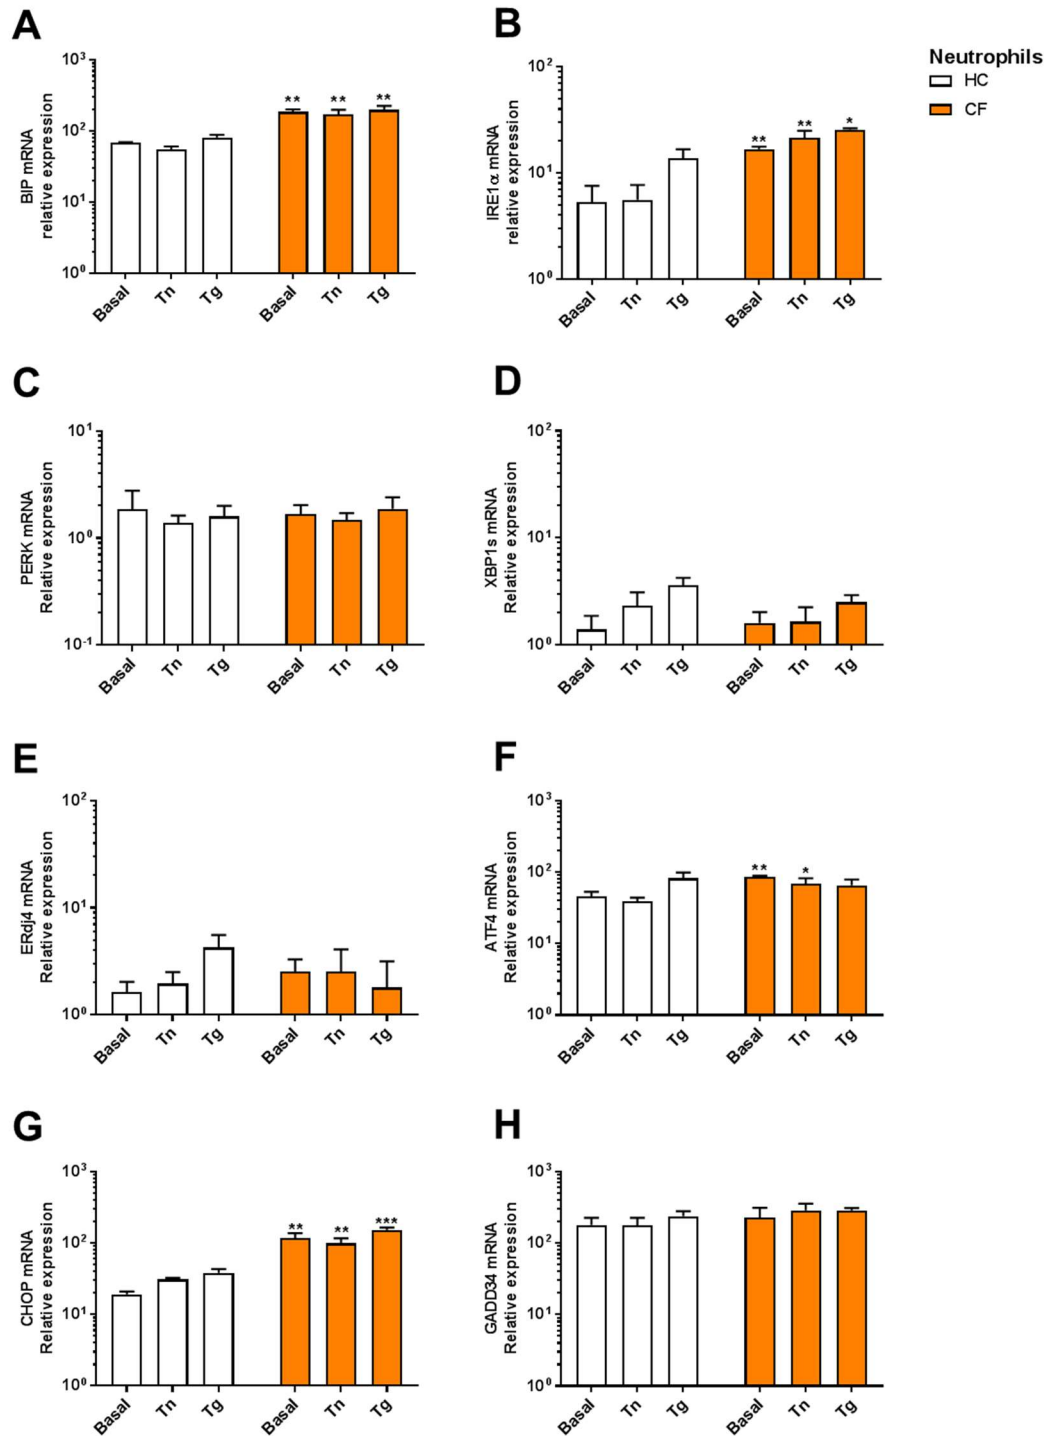 A
BIP mRNA
relative expression
10³
10²
10¹
10⁰
** ** **
Basal Tn Tg Basal Tn Tg
B
IRE1α mRNA
relative expression
10²
10¹
10⁰
** ** *
Basal Tn Tg Basal Tn Tg
Neutrophils
HC
CF
C
PERK mRNA
Relative expression
10¹
10⁰
10⁻¹
Basal Tn Tg Basal Tn Tg
D
XBP1s mRNA
Relative expression
10²
10¹
10⁰
Basal Tn Tg Basal Tn Tg
E
ERdj4 mRNA
Relative expression
10²
10¹
10⁰
Basal Tn Tg Basal Tn Tg
F
ATF4 mRNA
Relative expression
10³
10²
10¹
10⁰
** *
Basal Tn Tg Basal Tn Tg
G
CHOP mRNA
Relative expression
10³
10²
10¹
10⁰
** ** ***
Basal Tn Tg Basal Tn Tg
H
GADD34 mRNA
Relative expression
10³
10²
10¹
10⁰
Basal Tn Tg Basal Tn Tg